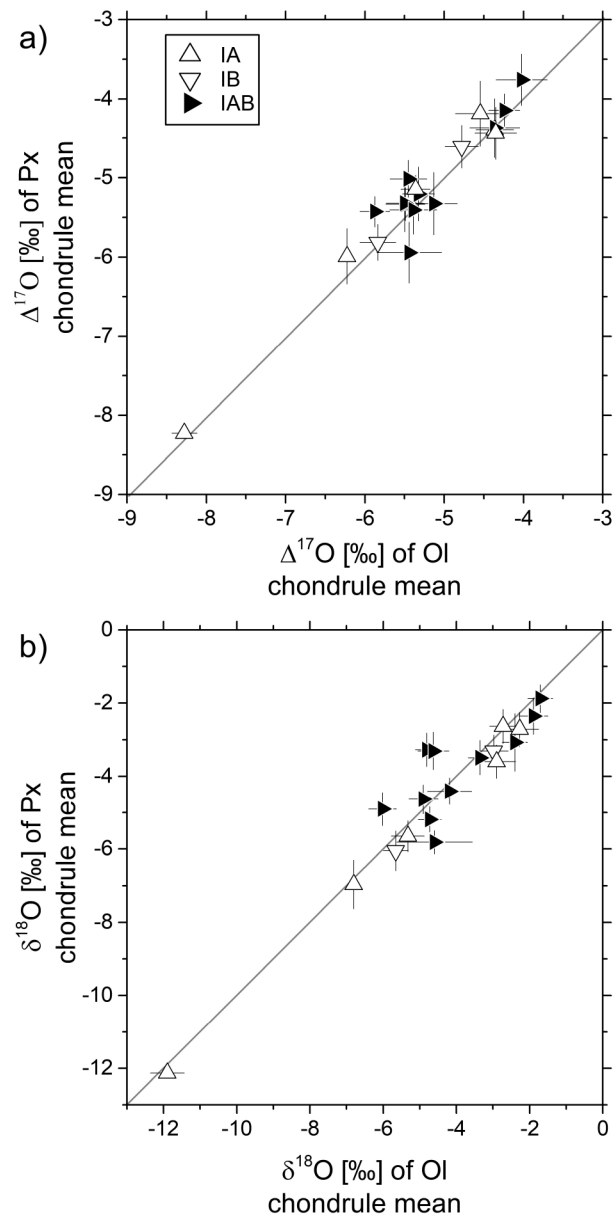 a)
IA
IB
IAB
-3
-4
-5
-6
-7
-8
-9
Δ¹⁷O [‰] of Px
chondrule mean
-9 -8 -7 -6 -5 -4 -3
Δ¹⁷O [‰] of Ol
chondrule mean
b)
0
-2
-4
-6
-8
-10
-12
δ¹⁸O [‰] of Px
chondrule mean
-12 -10 -8 -6 -4 -2 0
δ¹⁸O [‰] of Ol
chondrule mean